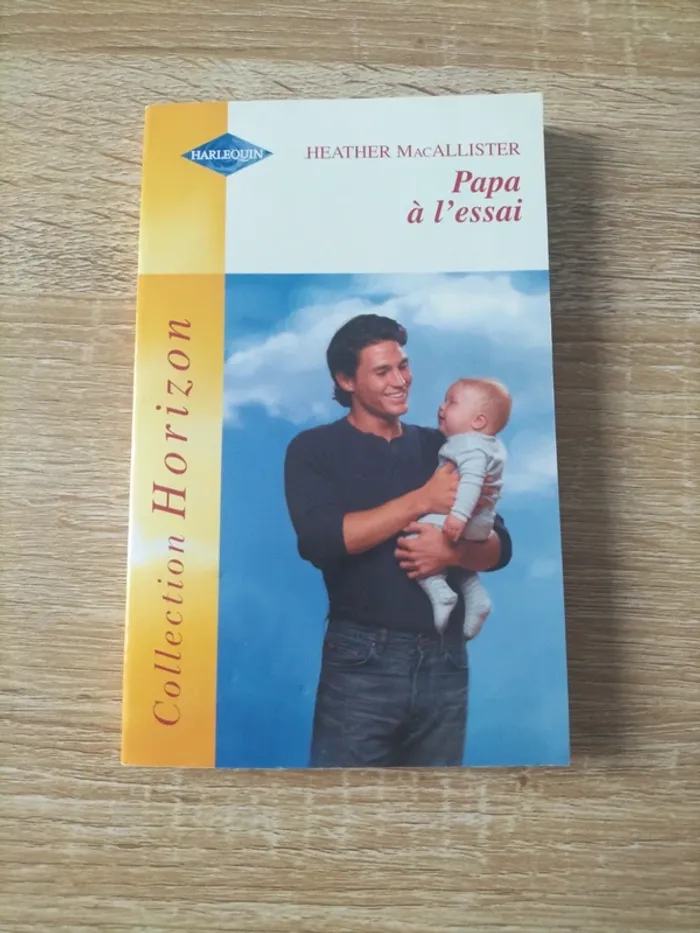 HARLEQUIN
HEATHER MACALLISTER
Papa
à l'essai
Collection Horizon